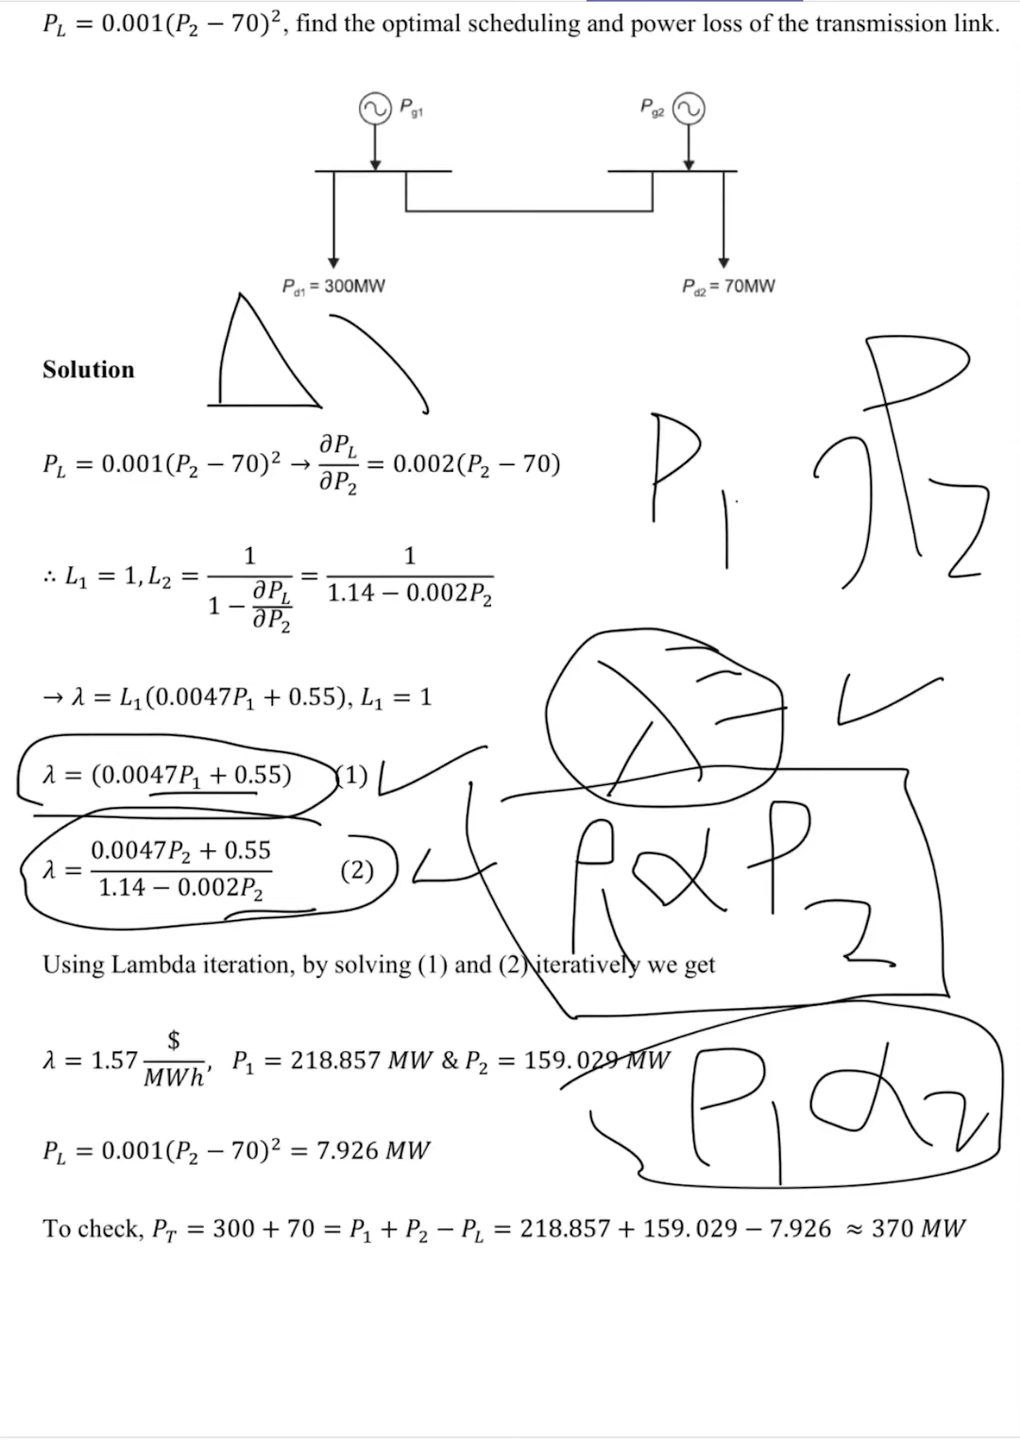 P_L = 0.001(P_2 − 70)^2, find the optimal scheduling and power loss of the transmission link.
P_g1 P_g2
P_d1 = 300MW P_d2 = 70MW
Solution
P_L = 0.001(P_2 − 70)^2 → ∂P_L/∂P_2 = 0.002(P_2 − 70)
P_1 P_2
∴ L_1 = 1, L_2 = 1/(1 − ∂P_L/∂P_2) = 1/(1.14 − 0.002P_2)
→ λ = L_1(0.0047P_1 + 0.55), L_1 = 1
λ =
λ = (0.0047P_1 + 0.55) (1)
λ = (0.0047P_2 + 0.55)/(1.14 − 0.002P_2) (2)
P_1 α P_2
Using Lambda iteration, by solving (1) and (2) iteratively we get
λ = 1.57 $/MWh, P_1 = 218.857 MW & P_2 = 159.029 MW
P_1 α_2
P_L = 0.001(P_2 − 70)^2 = 7.926 MW
To check, P_T = 300 + 70 = P_1 + P_2 − P_L = 218.857 + 159.029 − 7.926 ≈ 370 MW